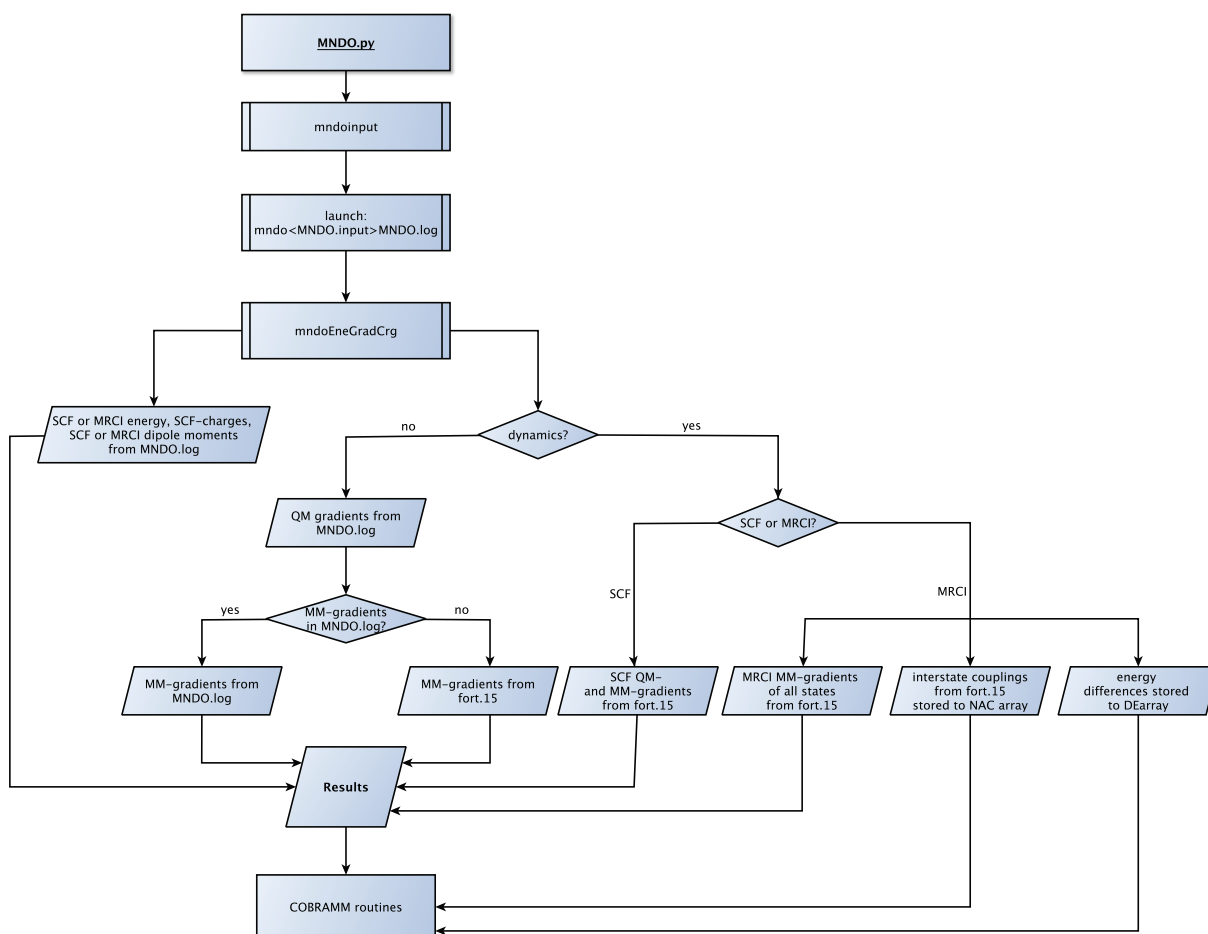 MNDO.py
mndoinput
launch:
mndo<MNDO.input>MNDO.log
mndoEneGradCrg
SCF or MRCI energy, SCF-charges,
SCF or MRCI dipole moments
from MNDO.log
dynamics?
no
yes
QM gradients from
MNDO.log
SCF or MRCI?
MM-gradients
in MNDO.log?
yes
no
SCF
MRCI
MM-gradients from
MNDO.log
MM-gradients from
fort.15
SCF QM-
and MM-gradients
from fort.15
MRCI MM-gradients
of all states
from fort.15
interstate couplings
from fort.15
stored to NAC array
energy
differences stored
to DEarray
Results
COBRAMM routines